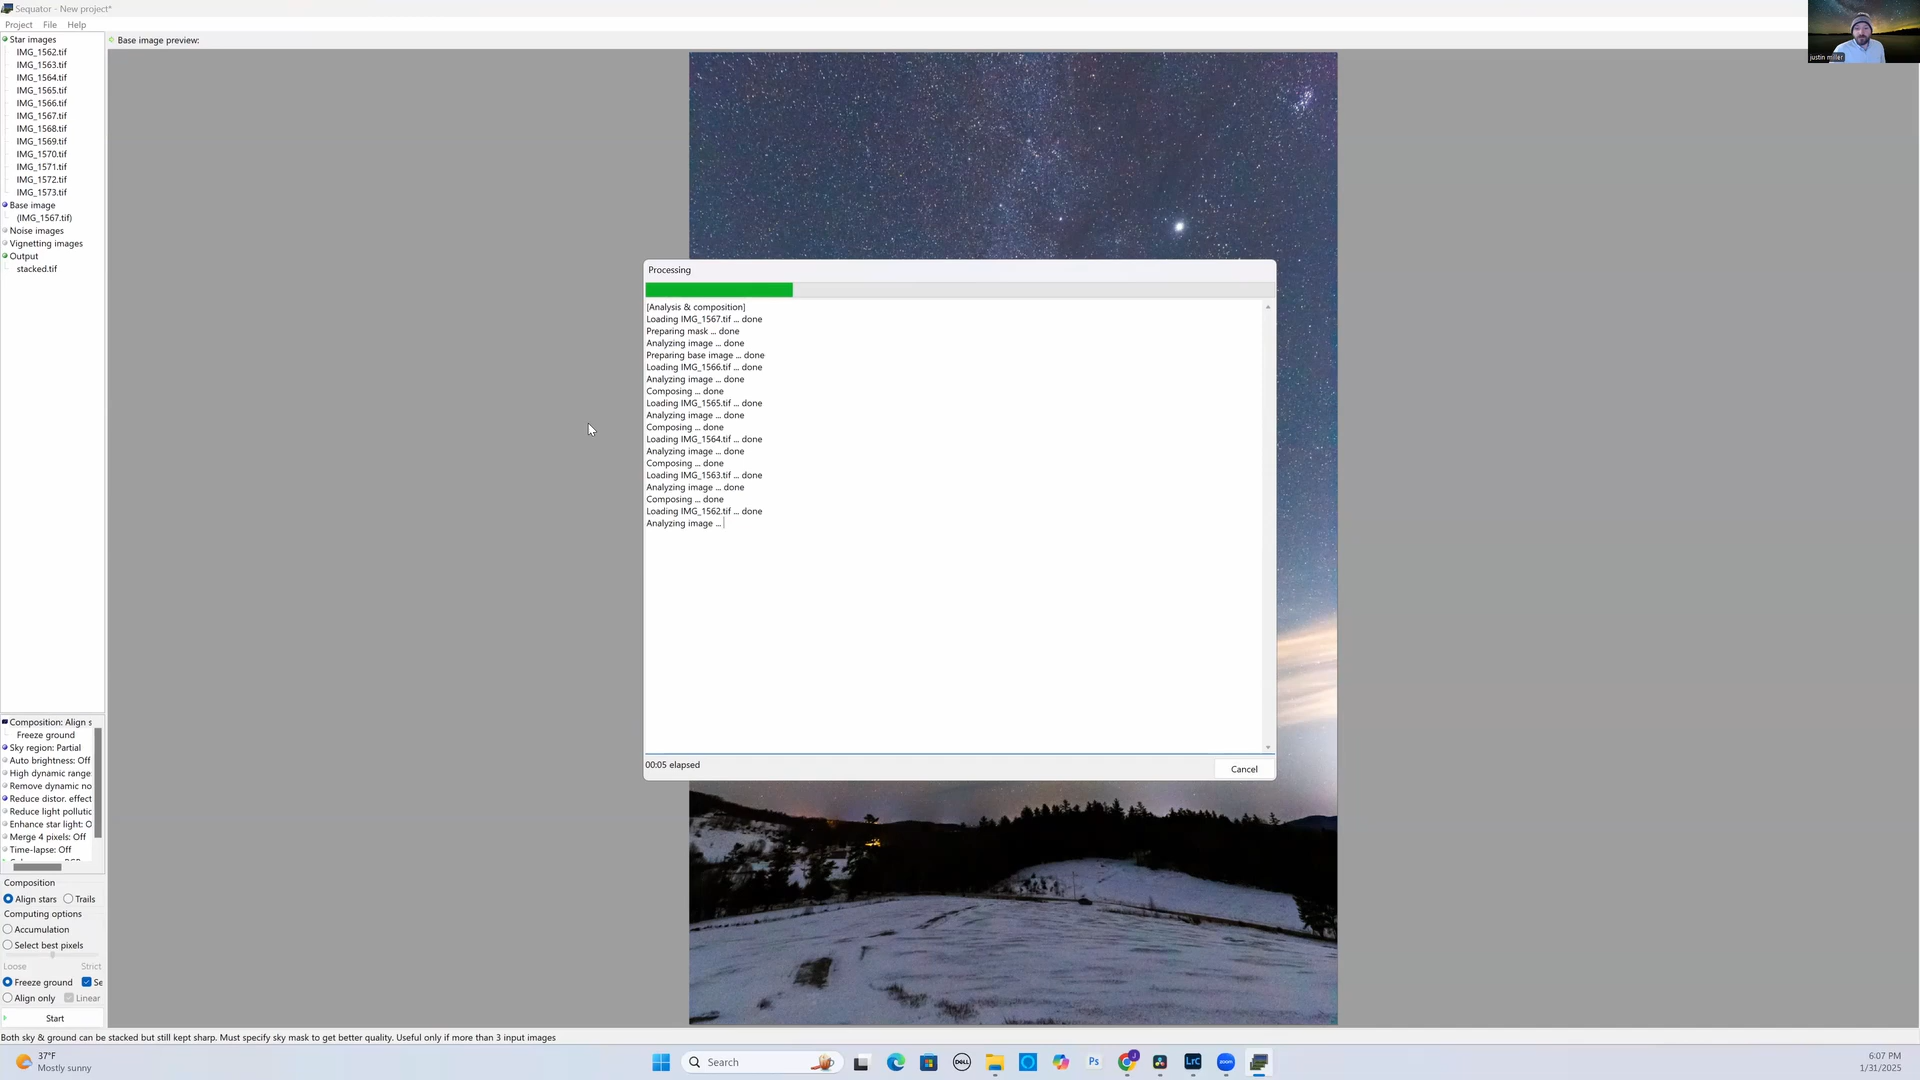 Sequator - New project*
Project File Help
Star images
IMG_1562.tif
IMG_1563.tif
IMG_1564.tif
IMG_1565.tif
IMG_1566.tif
IMG_1567.tif
IMG_1568.tif
IMG_1569.tif
IMG_1570.tif
IMG_1571.tif
IMG_1572.tif
IMG_1573.tif
Base image
(IMG_1567.tif)
Noise images
Vignetting images
Output
stacked.tif
Base image preview:
justin miller
Processing
[Analysis & composition]
Loading IMG_1567.tif ... done
Preparing mask ... done
Analyzing image ... done
Preparing base image ... done
Loading IMG_1566.tif ... done
Analyzing image ... done
Composing ... done
Loading IMG_1565.tif ... done
Analyzing image ... done
Composing ... done
Loading IMG_1564.tif ... done
Analyzing image ... done
Composing ... done
Loading IMG_1563.tif ... done
Analyzing image ... done
Composing ... done
Loading IMG_1562.tif ... done
Analyzing image ...
00:05 elapsed
Cancel
Composition: Align s
Freeze ground
Sky region: Partial
Auto brightness: Off
High dynamic range
Remove dynamic no
Reduce distor. effect
Reduce light pollutic
Enhance star light: O
Merge 4 pixels: Off
Time-lapse: Off
Composition
Align stars Trails
Computing options
Accumulation
Select best pixels
Loose Strict
Freeze ground Se
Align only Linear
Start
Both sky & ground can be stacked but still kept sharp. Must specify sky mask to get better quality. Useful only if more than 3 input images
37°F
Mostly sunny
Search
DELL
Ps
J
LrC
zoom
6:07 PM
1/31/2025